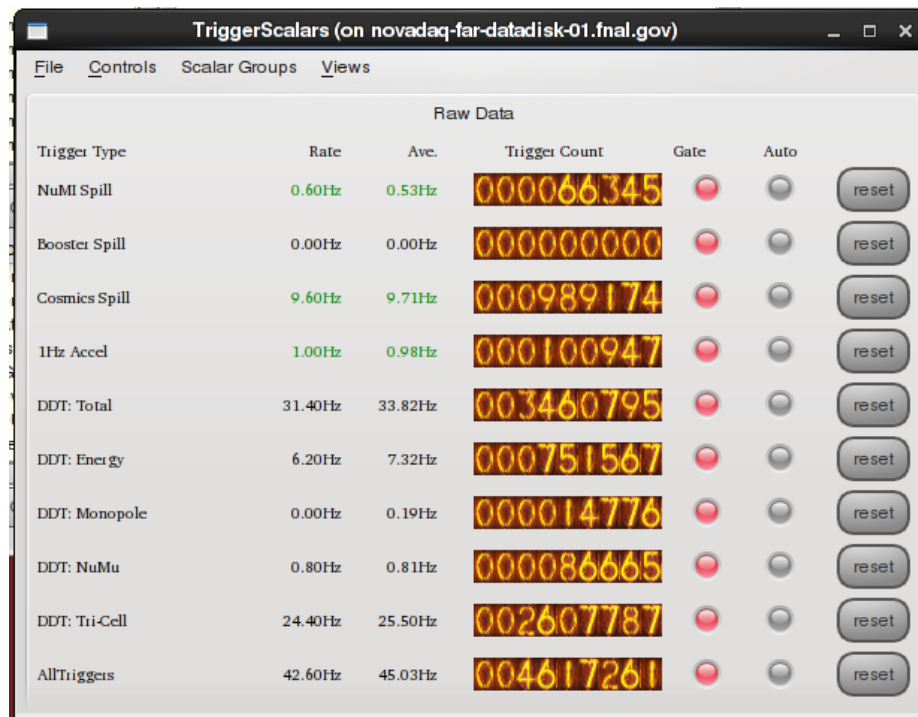 TriggerScalars (on novadaq-far-datadisk-01.fnal.gov)
File Controls Scalar Groups Views
Raw Data
Trigger Type Rate Ave. Trigger Count Gate Auto
NuMI Spill 0.60Hz 0.53Hz 000066345 reset
Booster Spill 0.00Hz 0.00Hz 000000000 reset
Cosmics Spill 9.60Hz 9.71Hz 000989174 reset
1Hz Accel 1.00Hz 0.98Hz 000100947 reset
DDT: Total 31.40Hz 33.82Hz 003460795 reset
DDT: Energy 6.20Hz 7.32Hz 000751567 reset
DDT: Monopole 0.00Hz 0.19Hz 000014776 reset
DDT: NuMu 0.80Hz 0.81Hz 000086665 reset
DDT: Tri-Cell 24.40Hz 25.50Hz 002607787 reset
AllTriggers 42.60Hz 45.03Hz 004617261 reset